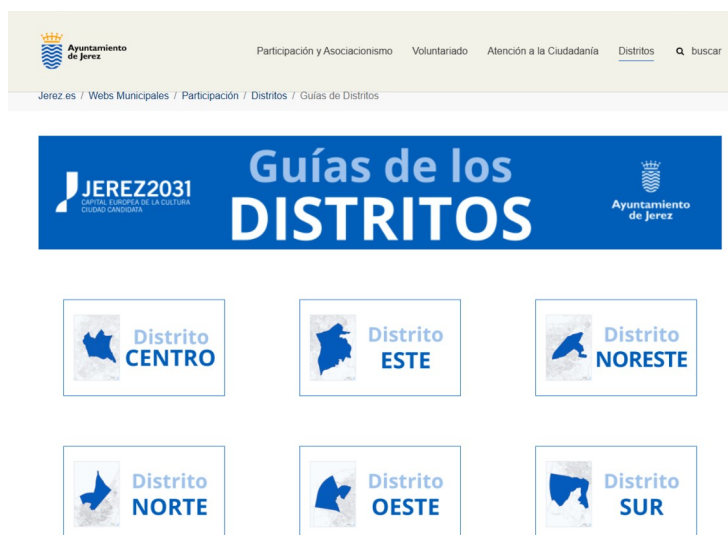 Ayuntamiento
de Jerez
Participación y Asociacionismo Voluntariado Atención a la Ciudadanía Distritos buscar
Jerez.es / Webs Municipales / Participación / Distritos / Guías de Distritos
JEREZ2031
CAPITAL EUROPEA DE LA CULTURA
CIUDAD CANDIDATA
Guías de los
DISTRITOS
Ayuntamiento
de Jerez
Distrito
CENTRO
Distrito
ESTE
Distrito
NORESTE
Distrito
NORTE
Distrito
OESTE
Distrito
SUR